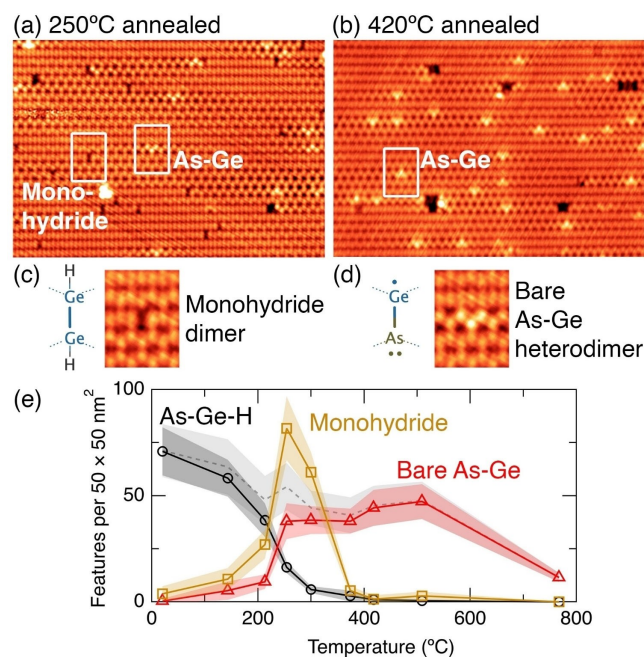 (a) 250ºC annealed
(b) 420ºC annealed
As-Ge
Mono-
hydride
As-Ge
(c)
H
Ge
Ge
H
Monohydride
dimer
(d)
Ge
As
Bare
As-Ge
heterodimer
(e)
As-Ge-H
Monohydride
Bare As-Ge
Features per 50 × 50 nm²
100
50
0
0
200
400
600
800
Temperature (ºC)